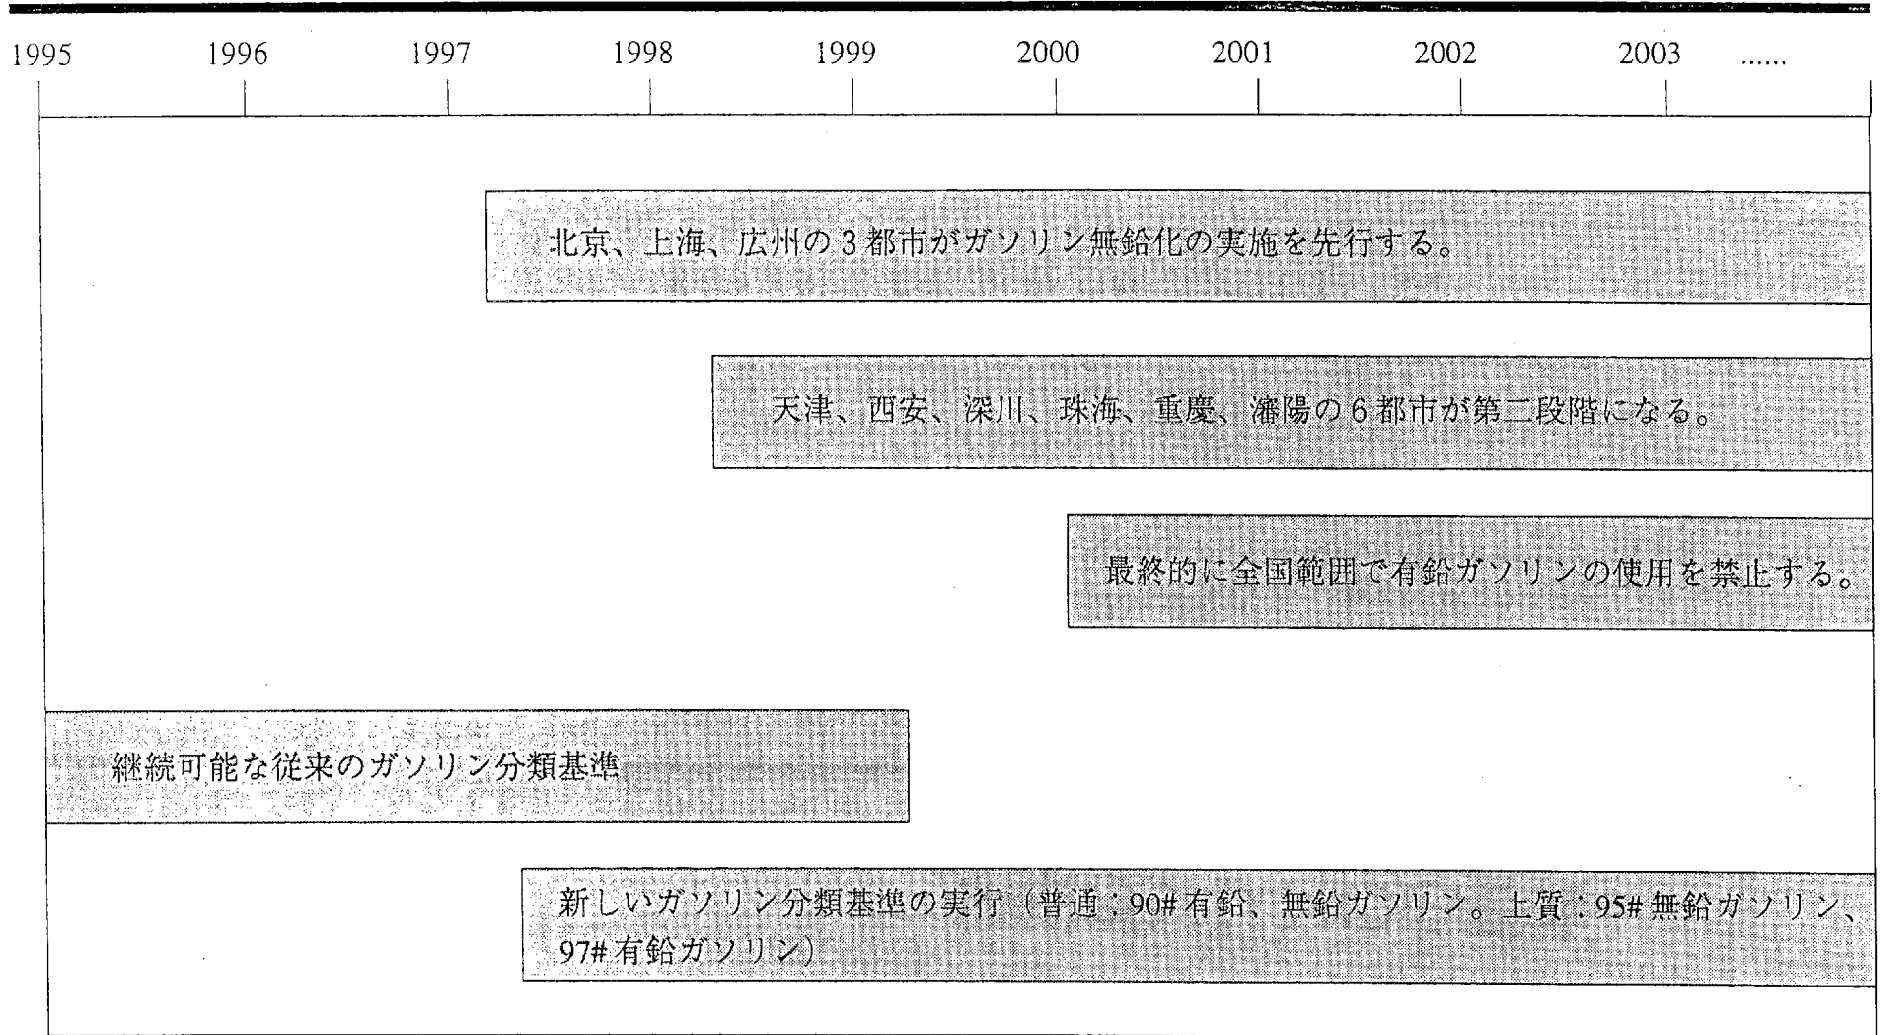 1995 1996 1997 1998 1999 2000 2001 2002 2003 ......
北京、上海、広州の3都市がガソリン無鉛化の実施を先行する。
天津、西安、深川、珠海、重慶、瀋陽の6都市が第二段階になる。
最終的に全国範囲で有鉛ガソリンの使用を禁止する。
継続可能な従来のガソリン分類基準
新しいガソリン分類基準の実行（普通：90#有鉛、無鉛ガソリン。上質：95#無鉛ガソリン、
97#有鉛ガソリン）